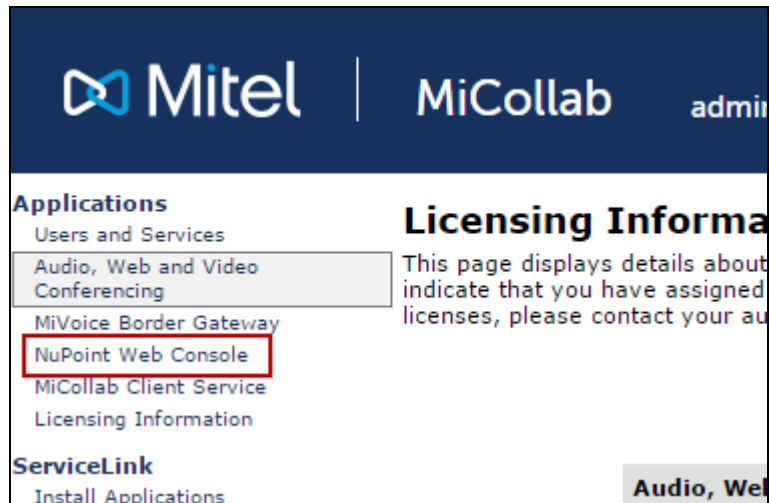 Mitel
MiCollab
admin
Applications
Users and Services
Audio, Web and Video
Conferencing
MiVoice Border Gateway
NuPoint Web Console
MiCollab Client Service
Licensing Information
ServiceLink
Install Applications
Licensing Informa
This page displays details about
indicate that you have assigned
licenses, please contact your au
Audio, Wel